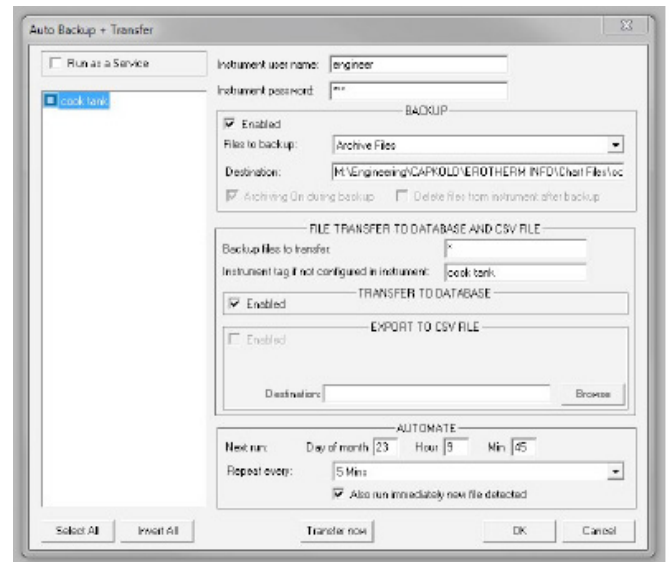 Auto Backup + Transfer
Run as a Service
cook tank
Instrument user name: engineer
Instrument password: ***
BACKUP
Enabled
Files to backup: Archive Files
Destination: M:\Engineering\CAPKOLD\EROTHERM INFO\Chart Files\oc
Archiving On during backup Delete files from instrument after backup
FILE TRANSFER TO DATABASE AND CSV FILE
Backup files to transfer: *
Instrument tag if not configured in instrument: cook tank
TRANSFER TO DATABASE
Enabled
EXPORT TO CSV FILE
Enabled
Destination: Browse
AUTOMATE
Next run: Day of month 23 Hour 9 Min 45
Repeat every: 5 Mins
Also run immediately new file detected
Select All Invert All Transfer now OK Cancel